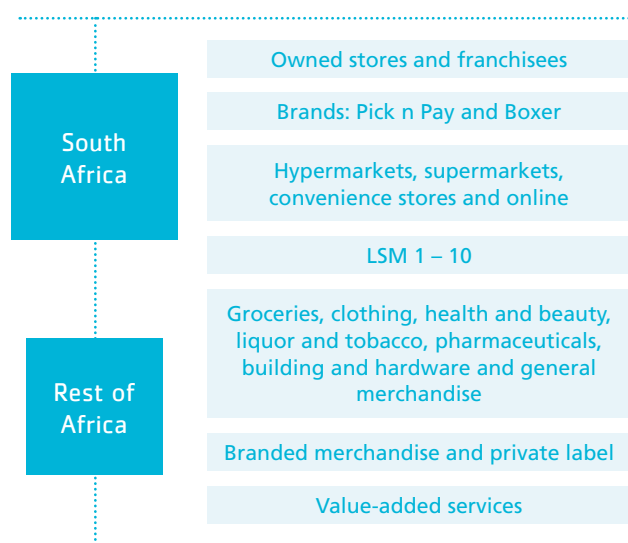 South
Africa
Rest of
Africa
Owned stores and franchisees
Brands: Pick n Pay and Boxer
Hypermarkets, supermarkets,
convenience stores and online
LSM 1 – 10
Groceries, clothing, health and beauty,
liquor and tobacco, pharmaceuticals,
building and hardware and general
merchandise
Branded merchandise and private label
Value-added services